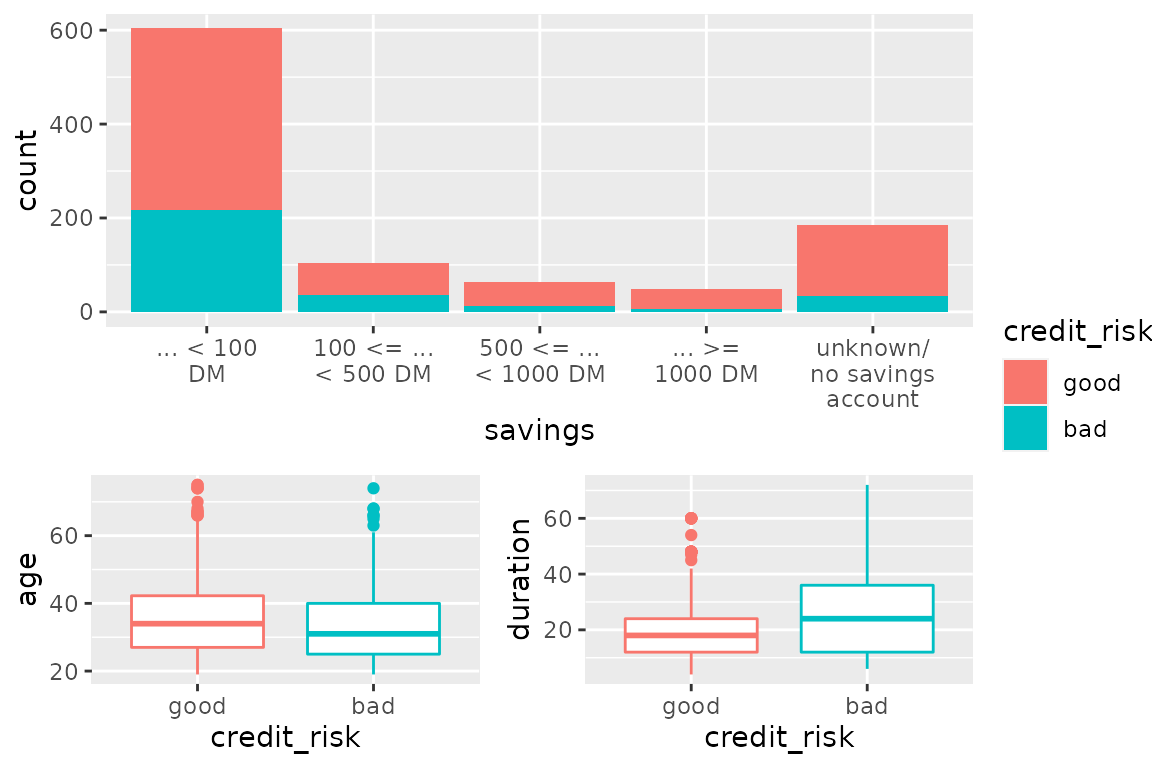 600
400
200
0
count
... < 100
DM
100 <= ...
< 500 DM
500 <= ...
< 1000 DM
... >=
1000 DM
unknown/
no savings
account
savings
credit_risk
good
bad
60
40
20
age
good
bad
credit_risk
60
40
20
duration
good
bad
credit_risk